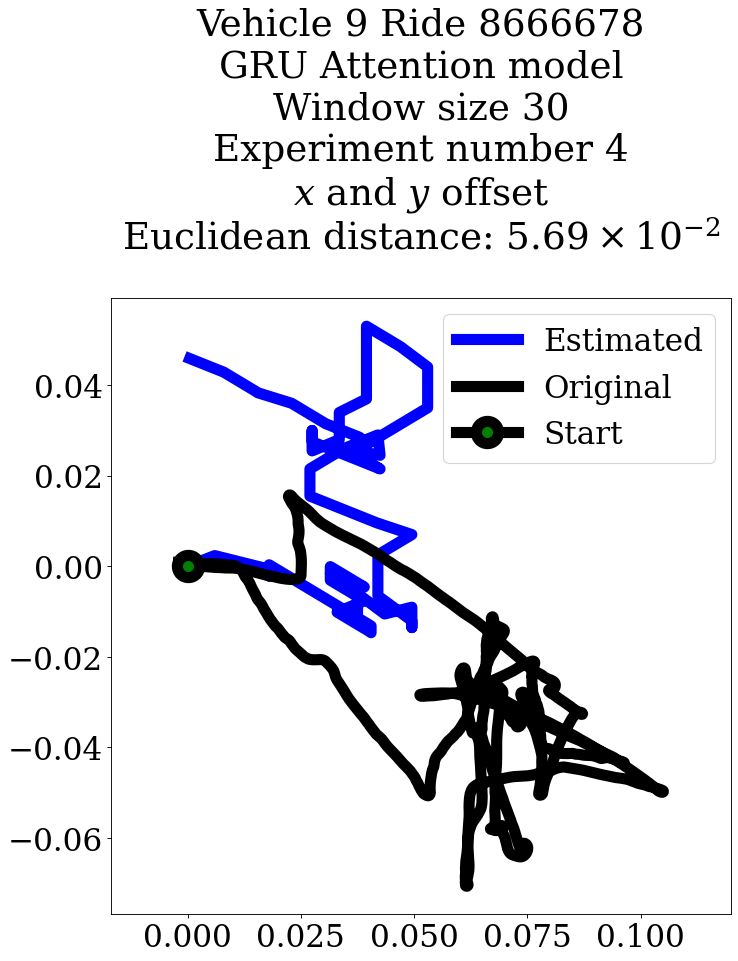 Vehicle 9 Ride 8666678
GRU Attention model
Window size 30
Experiment number 4
x and y offset
Euclidean distance: 5.69 × 10⁻²
Estimated
Original
Start
0.04
0.02
0.00
−0.02
−0.04
−0.06
0.000 0.025 0.050 0.075 0.100